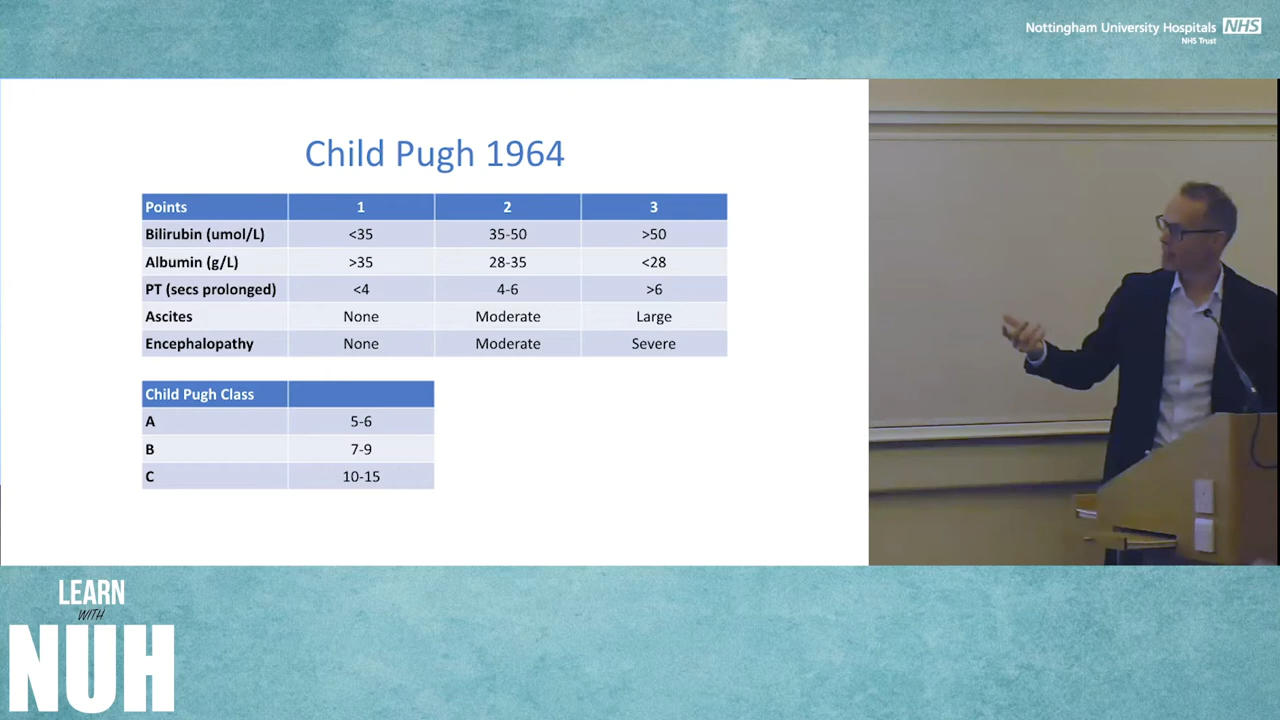 Nottingham University Hospitals NHS
NHS Trust
Child Pugh 1964
Points 1 2 3
Bilirubin (umol/L) <35 35-50 >50
Albumin (g/L) >35 28-35 <28
PT (secs prolonged) <4 4-6 >6
Ascites None Moderate Large
Encephalopathy None Moderate Severe
Child Pugh Class
A 5-6
B 7-9
C 10-15
LEARN
WITH
NUH